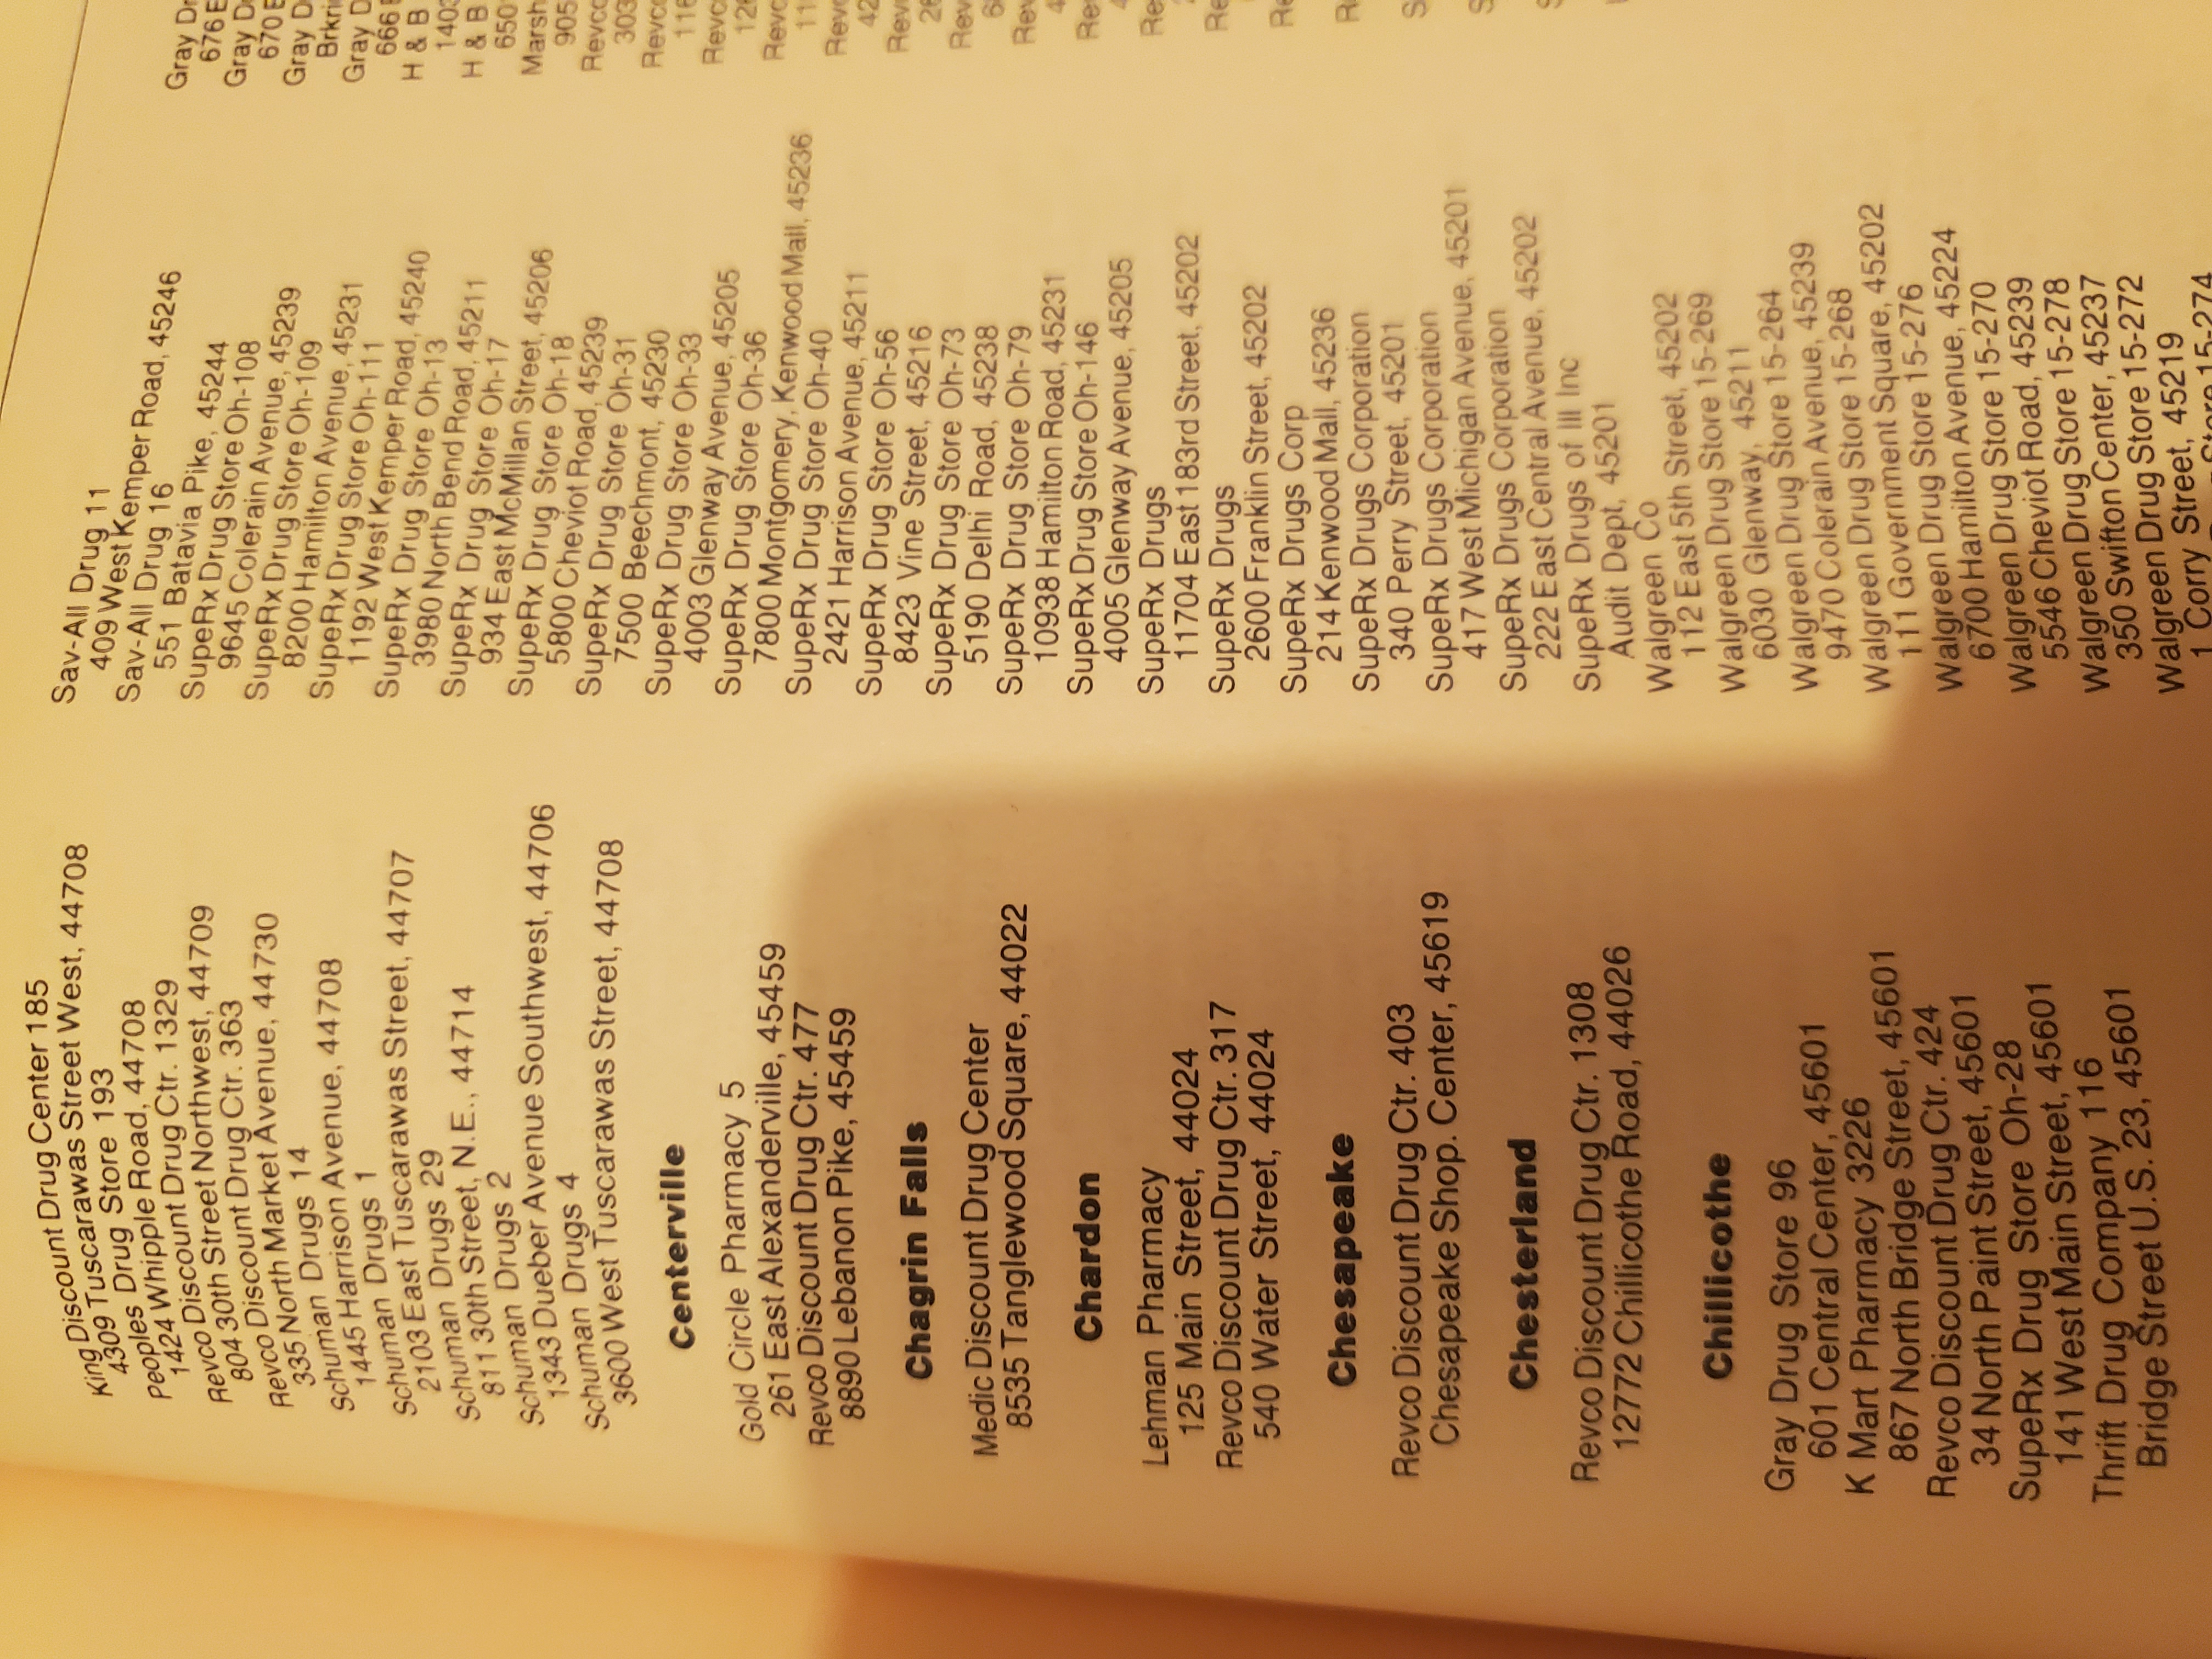 King Discount Drug Center 185
4309 Tuscarawas Street West, 44708
Peoples Drug Store 193
1424 Whipple Road, 44708
Revco Discount Drug Ctr. 1329
804 30th Street Northwest, 44709
Revco Discount Drug Ctr. 363
335 North Market Avenue, 44730
Schuman Drugs 14
1445 Harrison Avenue, 44708
Schuman Drugs 1
2103 East Tuscarawas Street, 44707
Schuman Drugs 29
811 30th Street, N.E., 44714
Schuman Drugs 2
1343 Dueber Avenue Southwest, 44706
Schuman Drugs 4
3600 West Tuscarawas Street, 44708
Centerville
Gold Circle Pharmacy 5
261 East Alexanderville, 45459
Revco Discount Drug Ctr. 477
8890 Lebanon Pike, 45459
Chagrin Falls
Medic Discount Drug Center
8535 Tanglewood Square, 44022
Chardon
Lehman Pharmacy
125 Main Street, 44024
Revco Discount Drug Ctr. 317
540 Water Street, 44024
Chesapeake
Revco Discount Drug Ctr. 403
Chesapeake Shop. Center, 45619
Chesterland
Revco Discount Drug Ctr. 1308
12772 Chillicothe Road, 44026
Chillicothe
Gray Drug Store 96
601 Central Center, 45601
K Mart Pharmacy 3226
867 North Bridge Street, 45601
Revco Discount Drug Ctr. 424
34 North Paint Street, 45601
SupeRx Drug Store Oh-28
141 West Main Street, 45601
Thrift Drug Company 116
Bridge Street U.S. 23, 45601
Sav-All Drug 11
409 West Kemper Road, 45246
Sav-All Drug 16
551 Batavia Pike, 45244
SupeRx Drug Store Oh-108
9645 Colerain Avenue, 45239
SupeRx Drug Store Oh-109
8200 Hamilton Avenue, 45231
SupeRx Drug Store Oh-111
1192 West Kemper Road, 45240
SupeRx Drug Store Oh-13
3980 North Bend Road, 45211
SupeRx Drug Store Oh-17
934 East McMillan Street, 45206
SupeRx Drug Store Oh-18
5800 Cheviot Road, 45239
SupeRx Drug Store Oh-31
7500 Beechmont, 45230
SupeRx Drug Store Oh-33
4003 Glenway Avenue, 45205
SupeRx Drug Store Oh-36
7800 Montgomery, Kenwood Mall, 45236
SupeRx Drug Store Oh-40
2421 Harrison Avenue, 45211
SupeRx Drug Store Oh-56
8423 Vine Street, 45216
SupeRx Drug Store Oh-73
5190 Delhi Road, 45238
SupeRx Drug Store Oh-79
10938 Hamilton Road, 45231
SupeRx Drug Store Oh-146
4005 Glenway Avenue, 45205
SupeRx Drugs
11704 East 183rd Street, 45202
SupeRx Drugs
2600 Franklin Street, 45202
SupeRx Drugs Corp
214 Kenwood Mall, 45236
SupeRx Drugs Corporation
340 Perry Street, 45201
SupeRx Drugs Corporation
417 West Michigan Avenue, 45201
SupeRx Drugs Corporation
222 East Central Avenue, 45202
SupeRx Drugs of Ill Inc
Audit Dept, 45201
Walgreen Co
112 East 5th Street, 45202
Walgreen Drug Store 15-269
6030 Glenway, 45211
Walgreen Drug Store 15-264
9470 Colerain Avenue, 45239
Walgreen Drug Store 15-268
111 Government Square, 45202
Walgreen Drug Store 15-276
6700 Hamilton Avenue, 45224
Walgreen Drug Store 15-270
5546 Cheviot Road, 45239
Walgreen Drug Store 15-278
350 Swifton Center, 45237
Walgreen Drug Store 15-272
1 Corry Street, 45219
Store 15-274
Gray
676
Gray
670
Gray
Gray
666
H & B
H & B